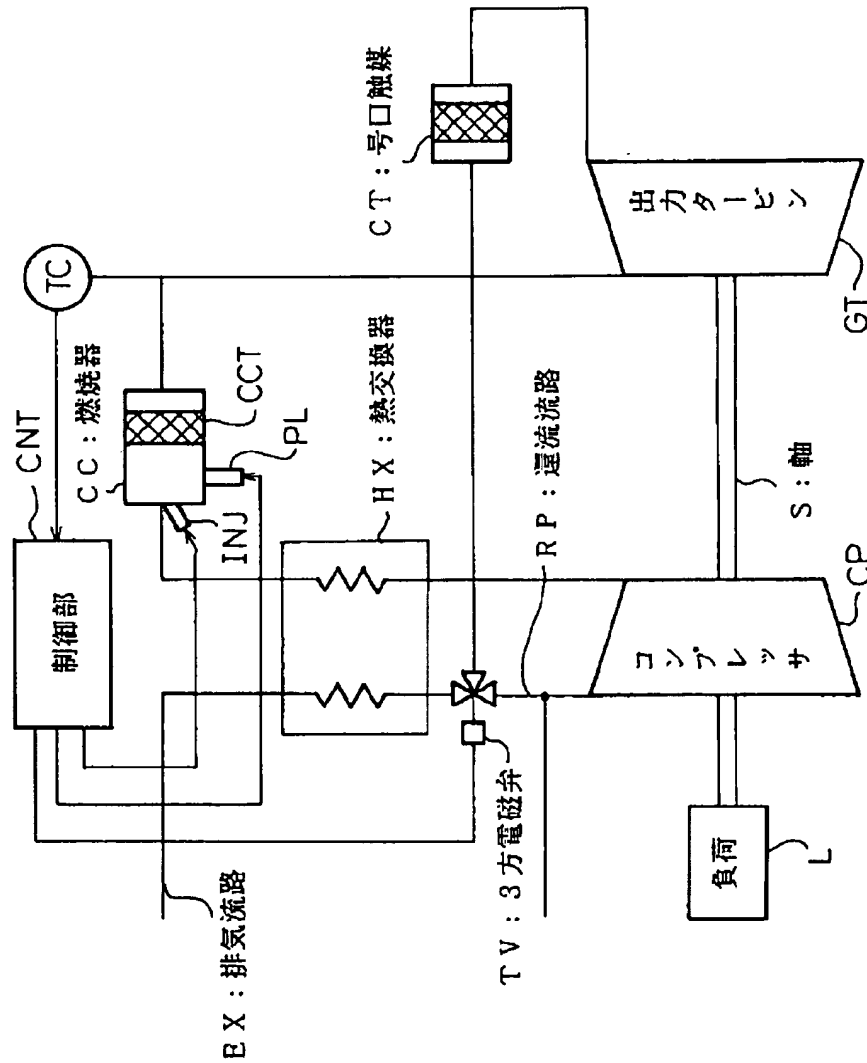 CNT
制御部
TC
CC:燃焼器
CCT
PL
INJ
CT:号口触媒
HX:熱交換器
EX:排気流路
TV:3方電磁弁
RP:還流流路
コンプレッサ
CP
出力タービン
GT
S:軸
負荷
L